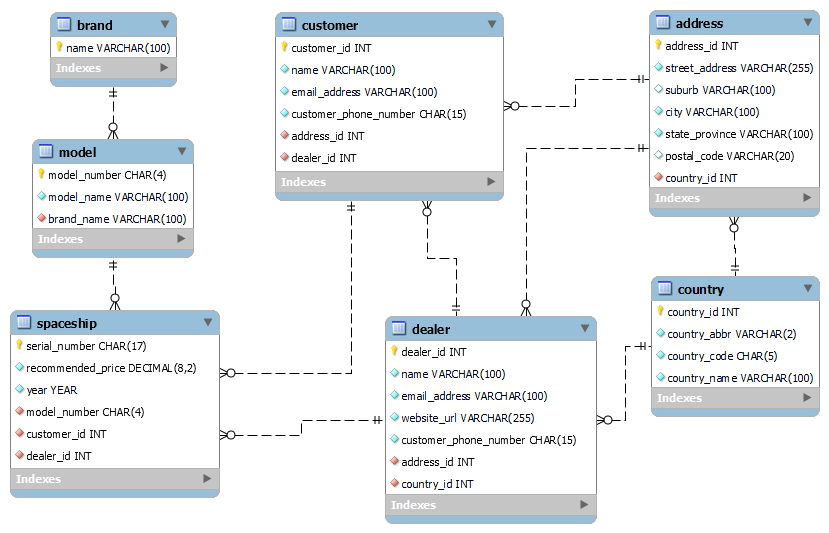 brand
name VARCHAR(100)
Indexes
model
model_number CHAR(4)
model_name VARCHAR(100)
brand_name VARCHAR(100)
Indexes
spaceship
serial_number CHAR(17)
recommended_price DECIMAL(8,2)
year YEAR
model_number CHAR(4)
customer_id INT
dealer_id INT
Indexes
customer
customer_id INT
name VARCHAR(100)
email_address VARCHAR(100)
customer_phone_number CHAR(15)
address_id INT
dealer_id INT
Indexes
dealer
dealer_id INT
name VARCHAR(100)
email_address VARCHAR(100)
website_url VARCHAR(255)
customer_phone_number CHAR(15)
address_id INT
country_id INT
Indexes
address
address_id INT
street_address VARCHAR(255)
suburb VARCHAR(100)
city VARCHAR(100)
state_province VARCHAR(100)
postal_code VARCHAR(20)
country_id INT
Indexes
country
country_id INT
country_abbr VARCHAR(2)
country_code CHAR(5)
country_name VARCHAR(100)
Indexes